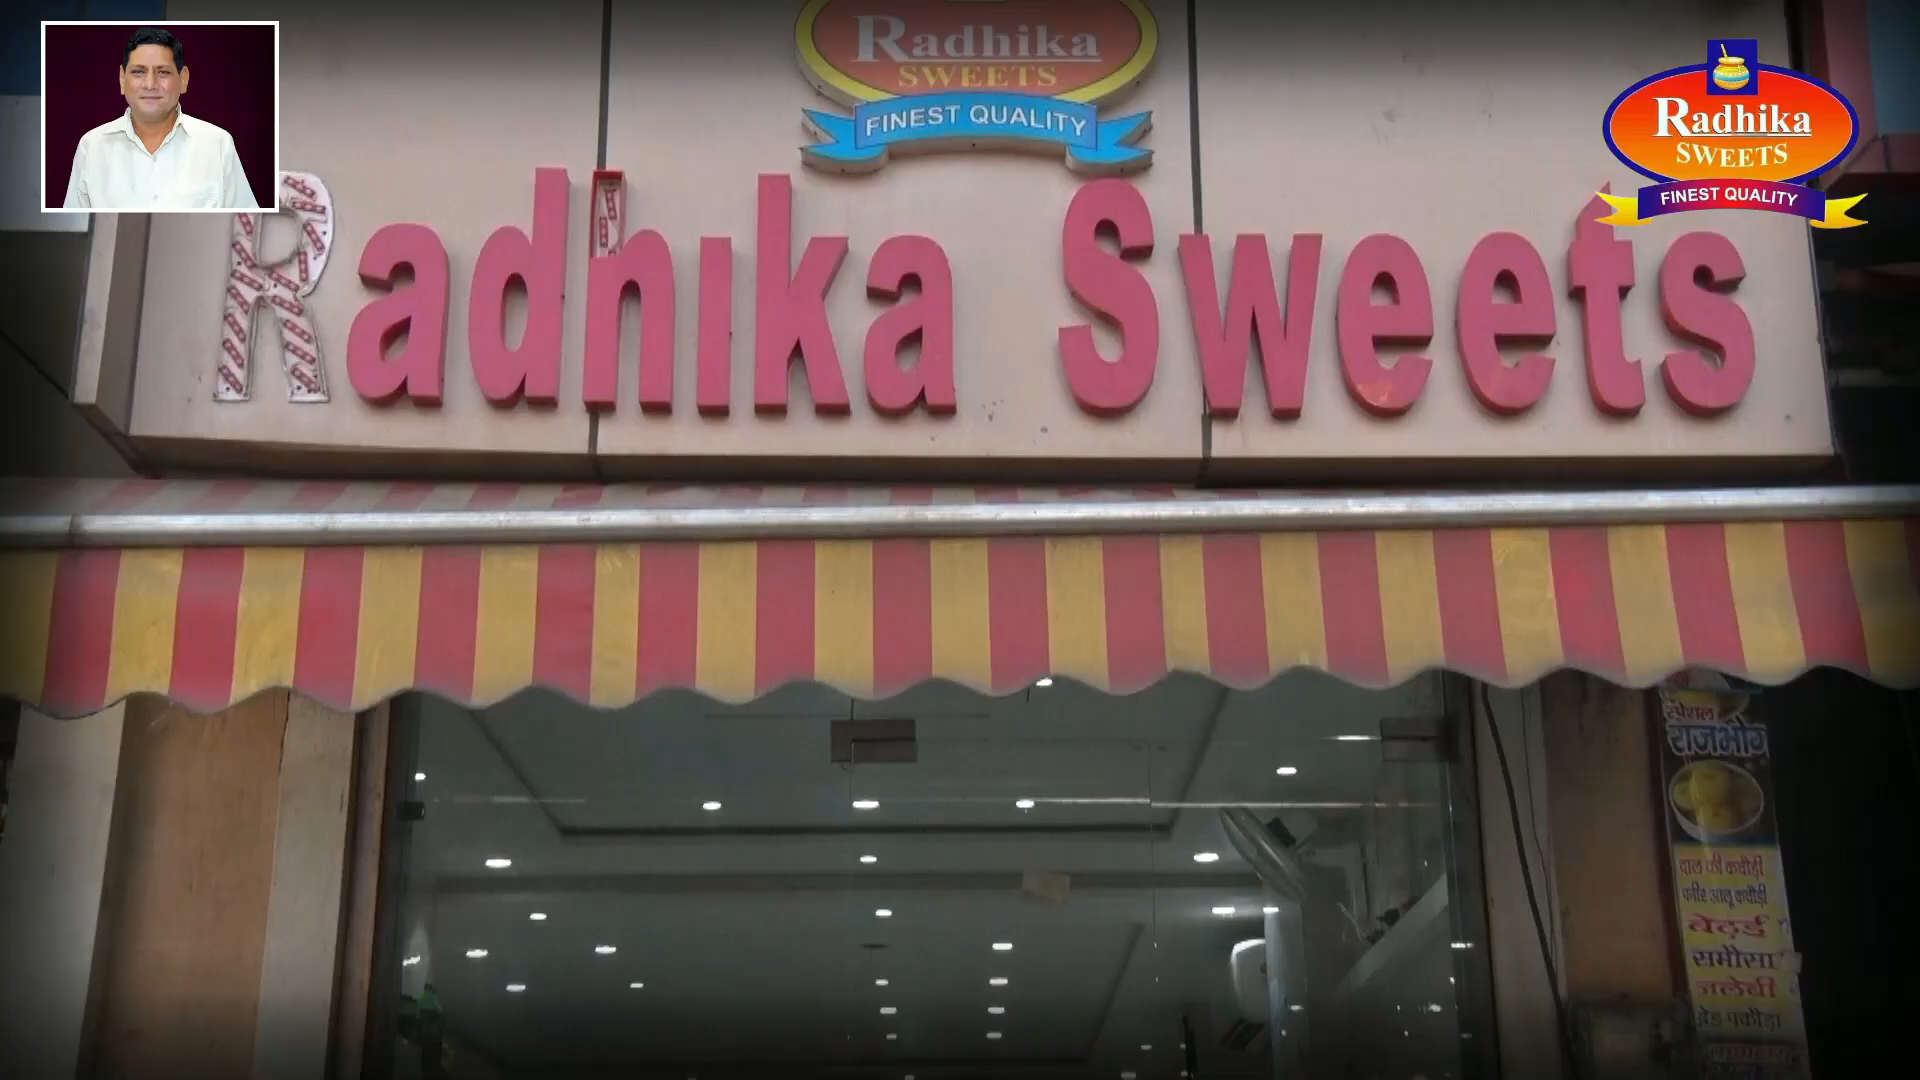 Radhika
SWEETS
FINEST QUALITY
Radhika
SWEETS
FINEST QUALITY
Radhika Sweets
स्पेशल
राजभोग
दाल की कचौड़ी
पनीर आलू कचौड़ी
बेढ़ई
समोसा
जलेबी
ब्रेड पकौड़ा